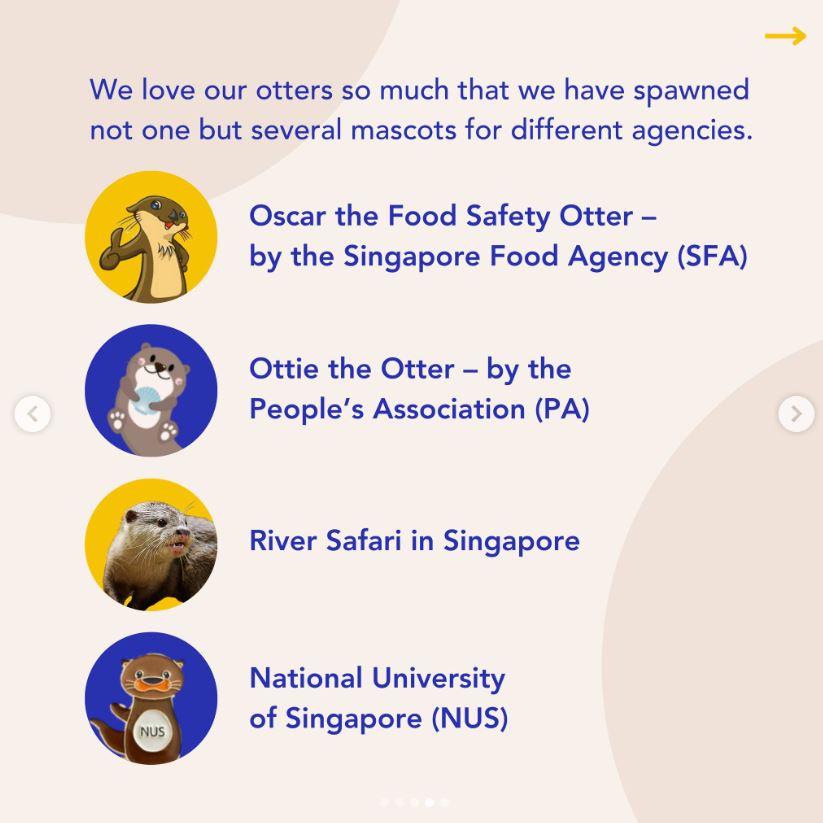 We love our otters so much that we have spawned
not one but several mascots for different agencies.
Oscar the Food Safety Otter –
by the Singapore Food Agency (SFA)
Ottie the Otter – by the
People’s Association (PA)
River Safari in Singapore
National University
of Singapore (NUS)
NUS